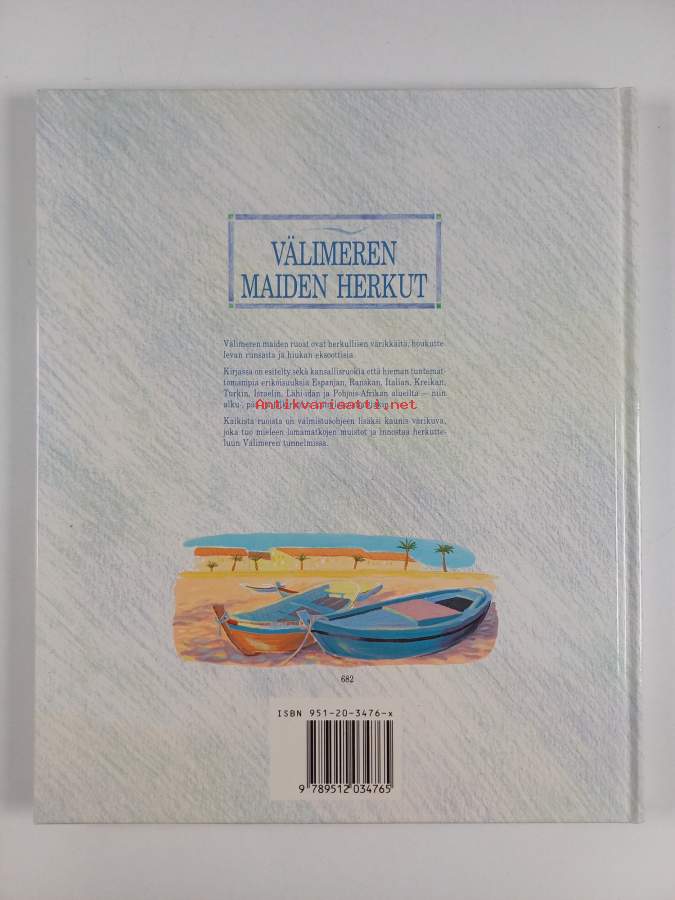 VÄLIMEREN
MAIDEN HERKUT
Välimeren maiden ruoat ovat herkullisen värikkäitä, houkutte
levan runsaita ja hiukan eksoottisia.
Kirjassa on esitelty sekä kansallisruokia että hieman tuntemat-
tomampia erikoisuuksia Espanjan, Ranskan, Italian, Kreikan,
Turkin, Israelin, Lähi-idän ja Pohjois-Afrikan alueilta — niin
alku-,
Antikvariaatti.net
Kaikista ruoista on valmistusohjeen lisäksi kaunis värikuva,
joka tuo mieleen lomamatkojen muistot ja innostaa herkutte-
luun Välimeren tunnelmissa.
682
ISBN 951-20-3476-x
9 789512 034765